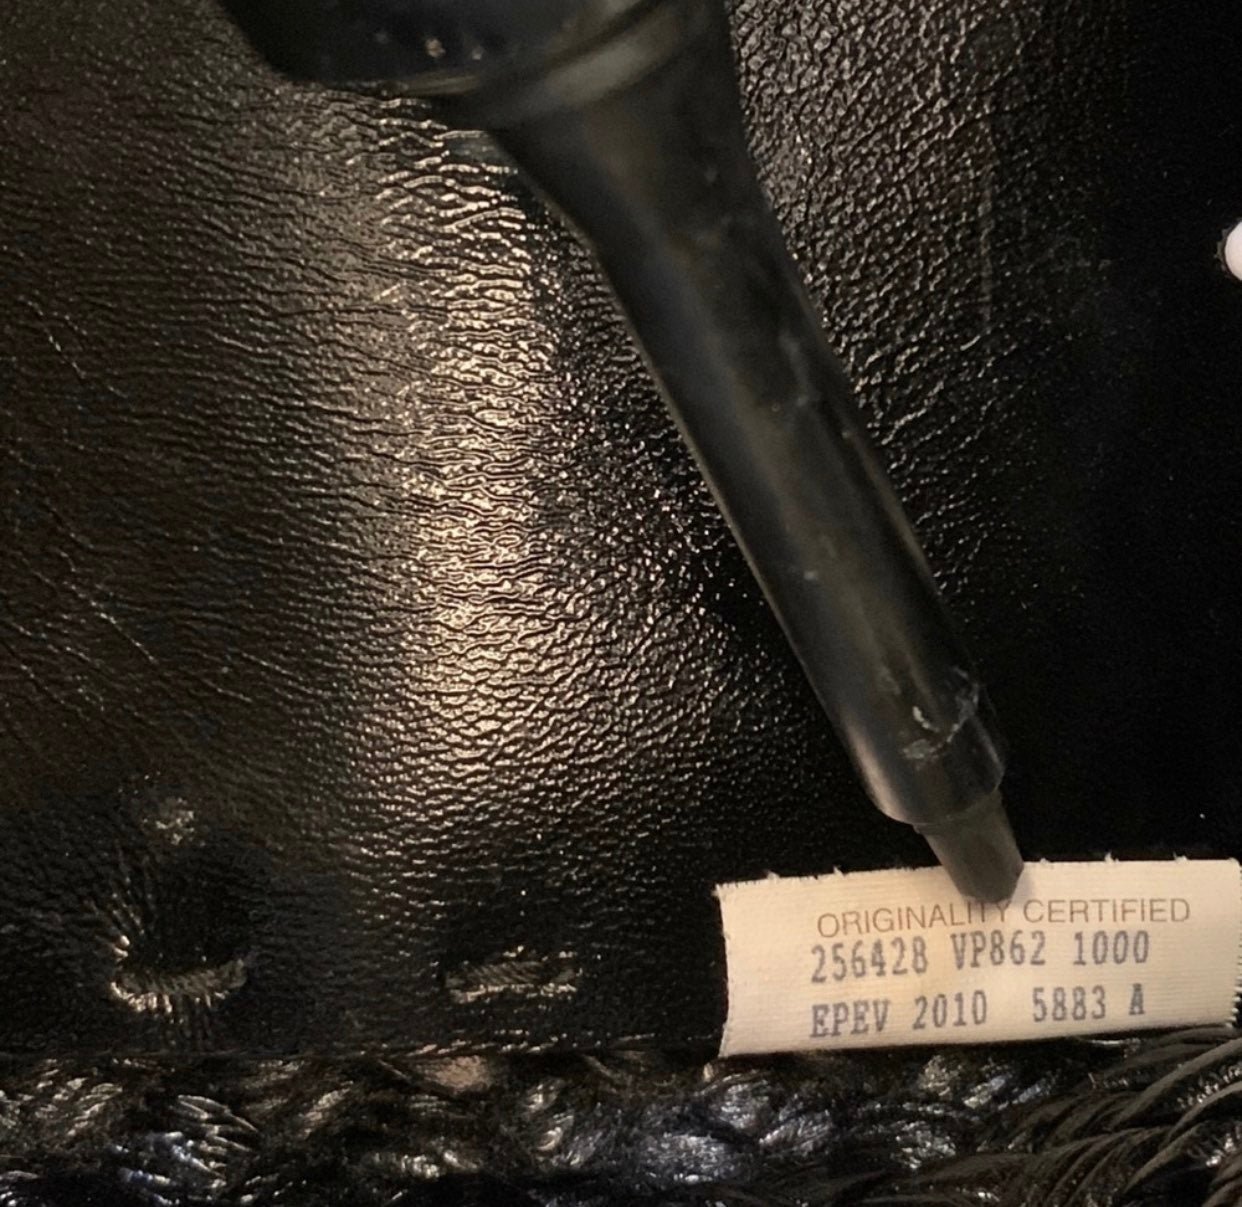 ORIGINALITY CERTIFIED
256428 VP862 1000
EPEV 2010 5883 A